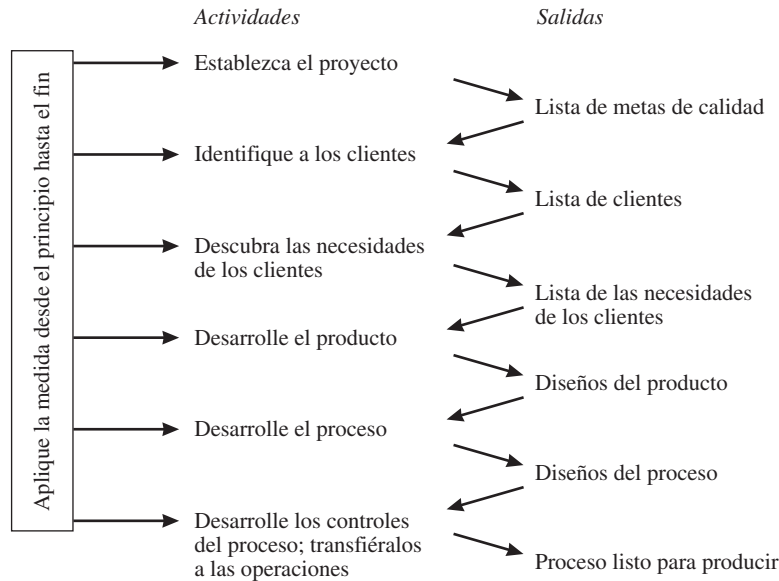 Actividades
Salidas
Aplique la medida desde el principio hasta el fin
Establezca el proyecto
Lista de metas de calidad
Identifique a los clientes
Lista de clientes
Descubra las necesidades
de los clientes
Lista de las necesidades
de los clientes
Desarrolle el producto
Diseños del producto
Desarrolle el proceso
Diseños del proceso
Desarrolle los controles
del proceso; transfiéralos
a las operaciones
Proceso listo para producir